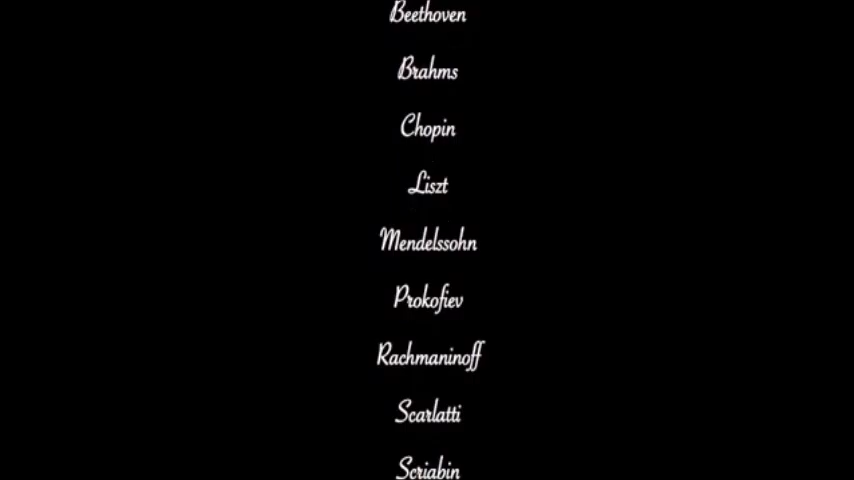 Beethoven
Brahms
Chopin
Liszt
Mendelssohn
Prokofiev
Rachmaninoff
Scarlatti
Scriabin